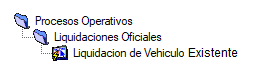 Procesos Operativos
Liquidaciones Oficiales
Liquidacion de Vehiculo Existente